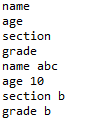 name
age
section
grade
name abc
age 10
section b
grade b